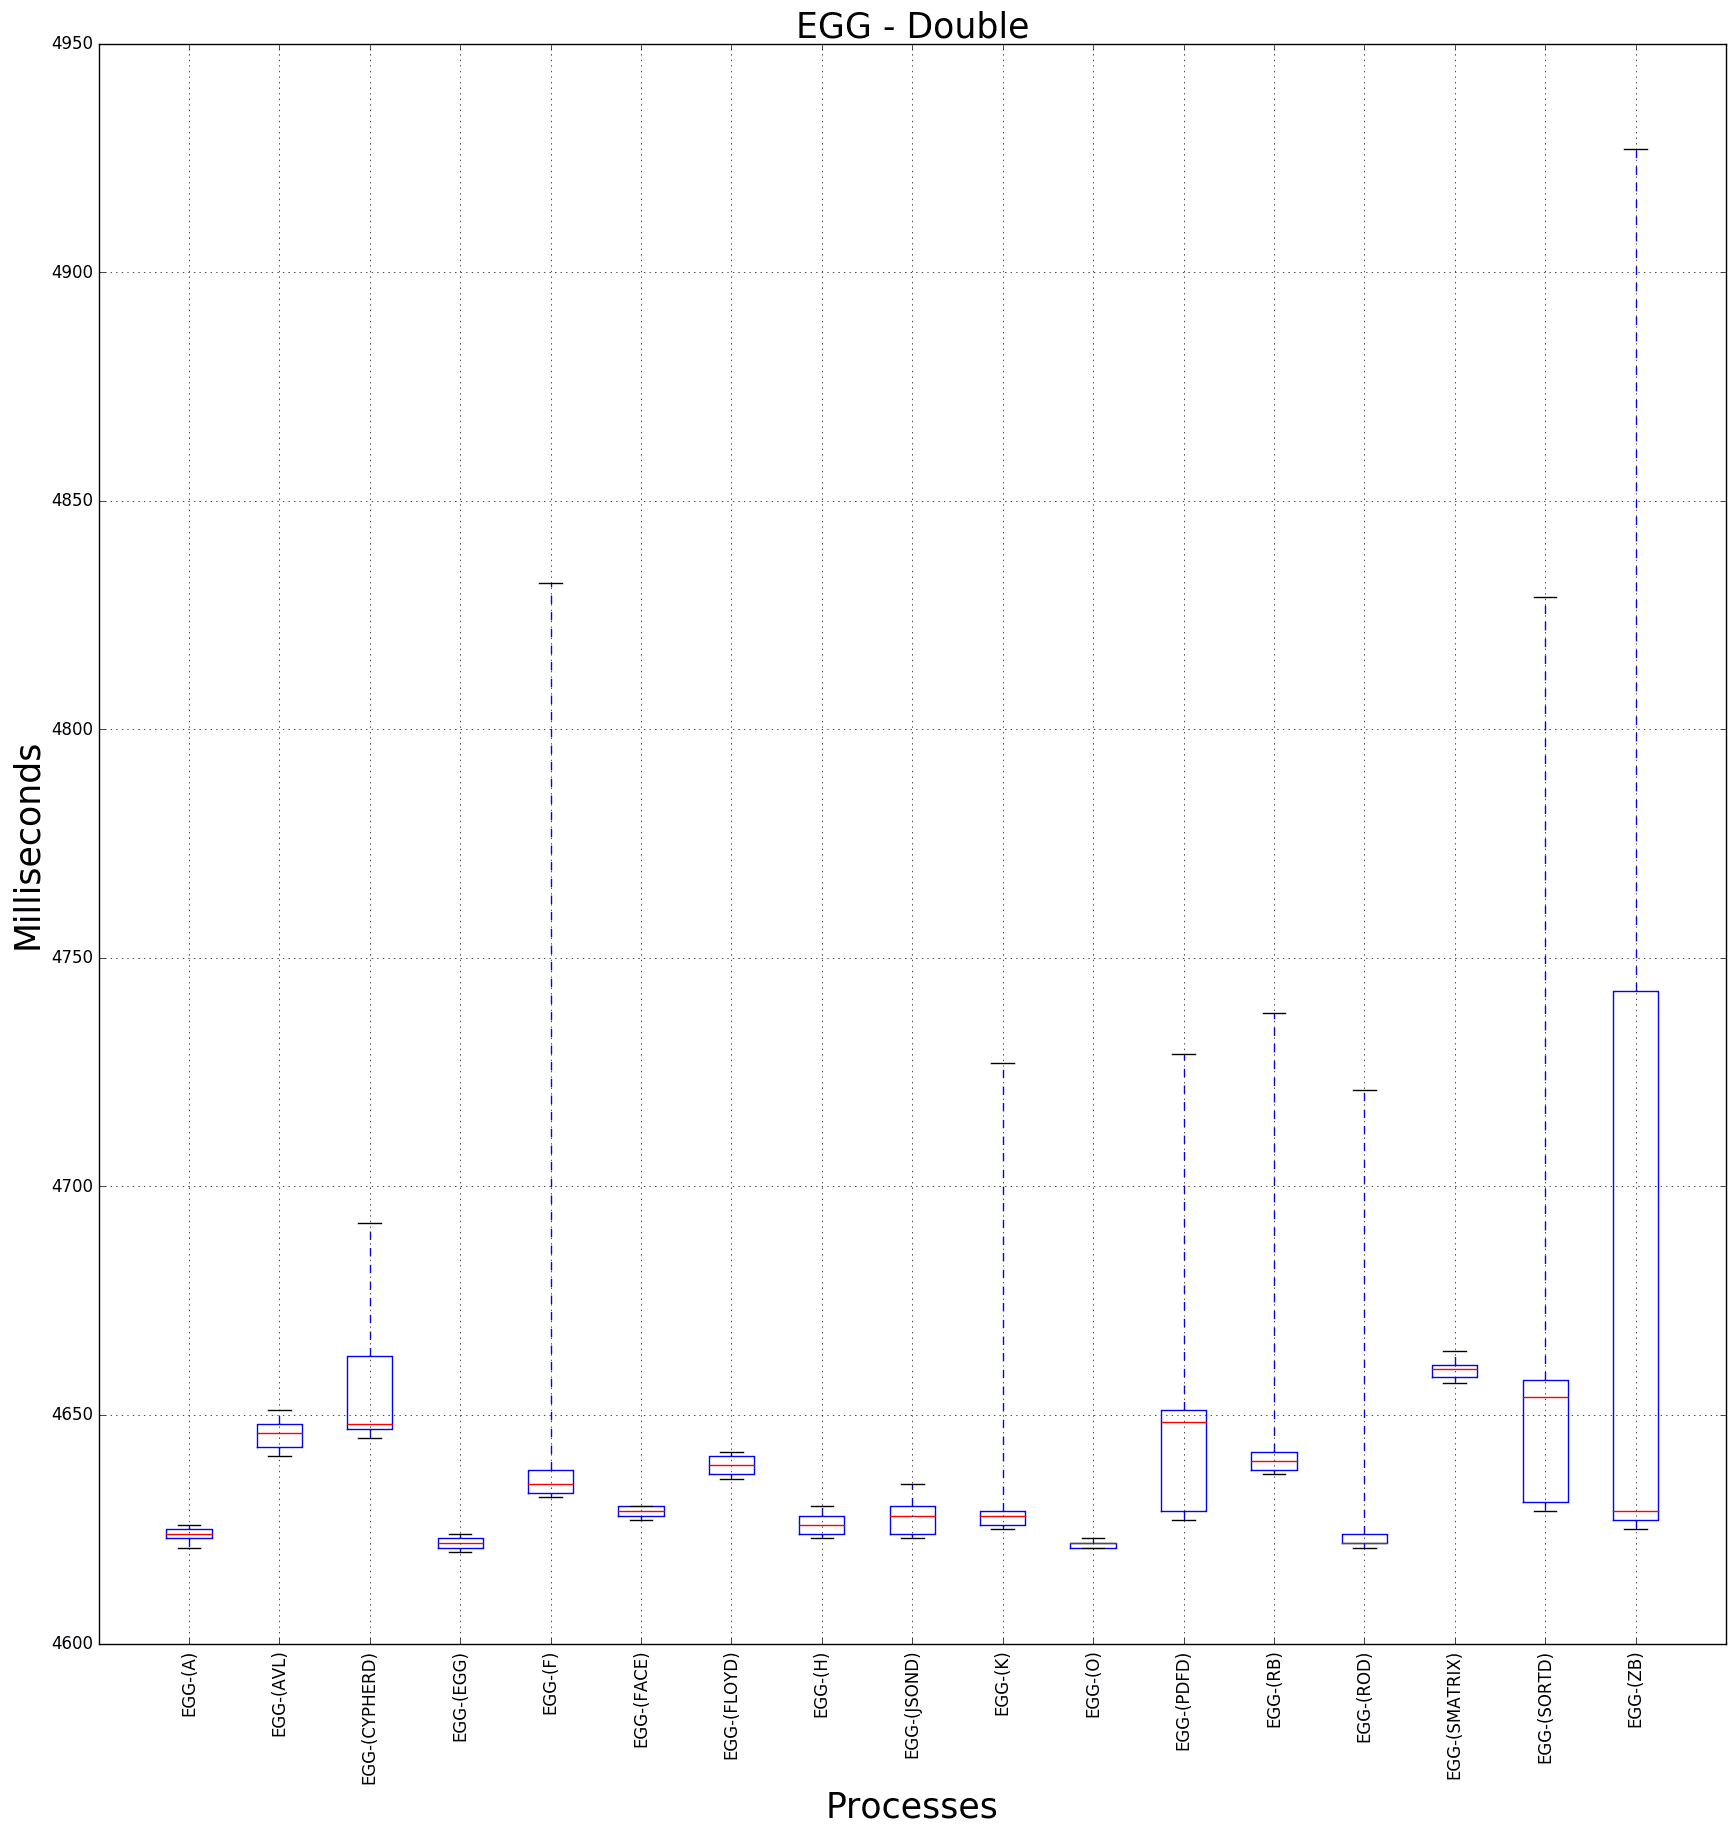 EGG - Double
4950
4900
4850
4800
4750
4700
4650
4600
Milliseconds
EGG-(A)
EGG-(AVL)
EGG-(CYPHERD)
EGG-(EGG)
EGG-(F)
EGG-(FACE)
EGG-(FLOYD)
EGG-(H)
EGG-(JSOND)
EGG-(K)
EGG-(O)
EGG-(PDFD)
EGG-(RB)
EGG-(ROD)
EGG-(SMATRIX)
EGG-(SORTD)
EGG-(ZB)
Processes